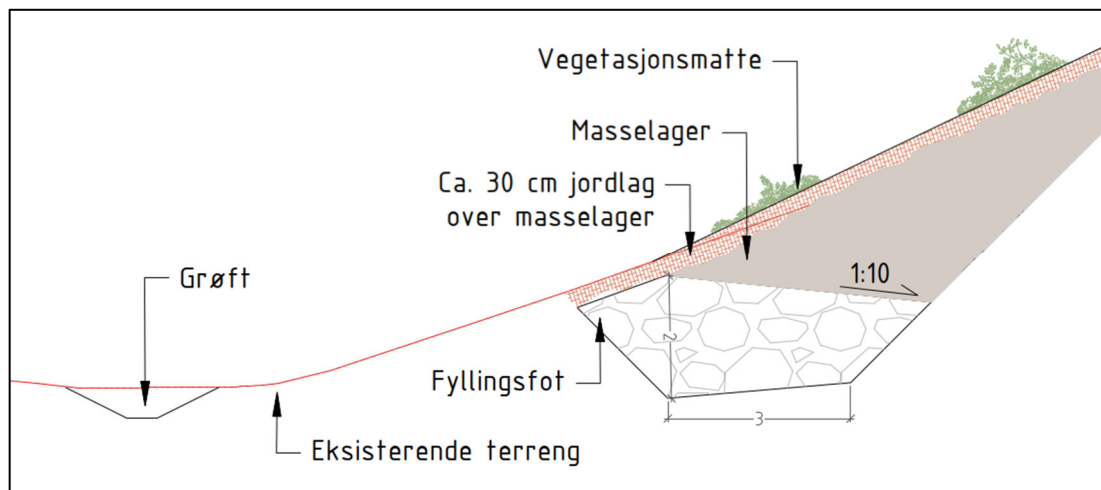 Vegetasjonsmatte
Masselager
Ca. 30 cm jordlag
over masselager
Grøft
1:10
2
Fyllingsfot
3
Eksisterende terreng